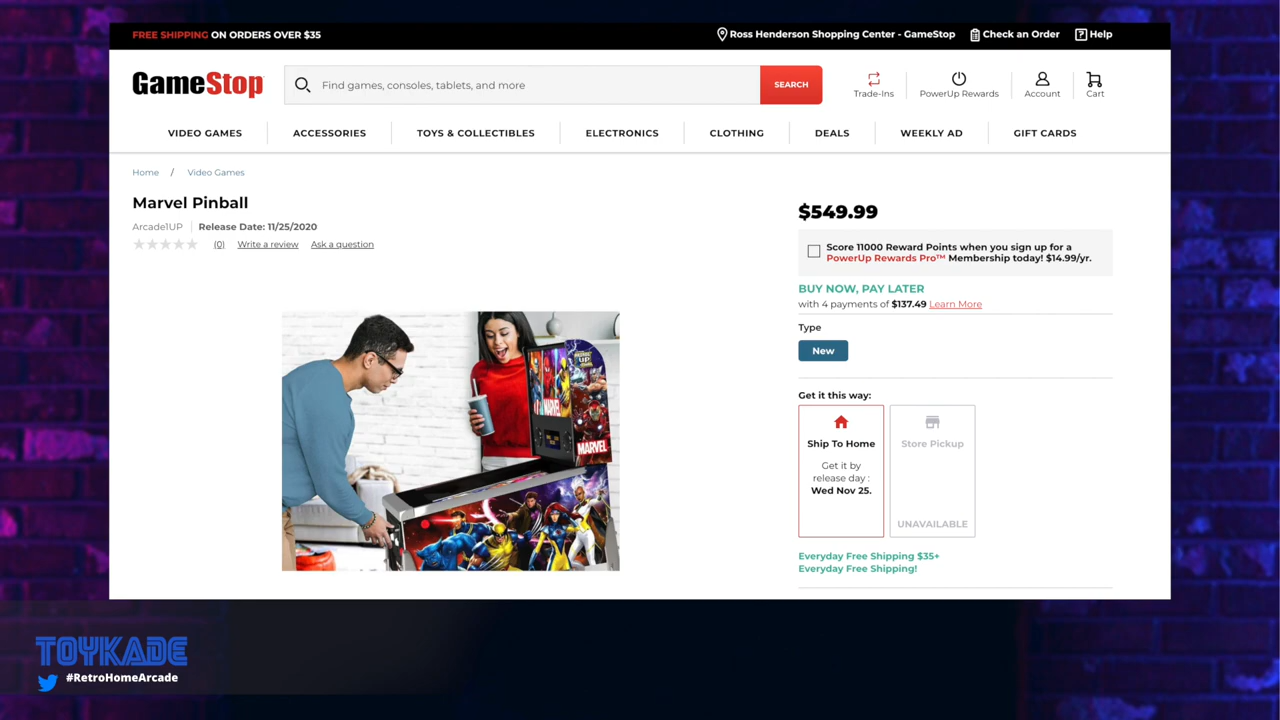 FREE SHIPPING ON ORDERS OVER $35
Ross Henderson Shopping Center - GameStop
Check an Order
Help
GameStop
Find games, consoles, tablets, and more
SEARCH
Trade-Ins
PowerUp Rewards
Account
Cart
VIDEO GAMES
ACCESSORIES
TOYS & COLLECTIBLES
ELECTRONICS
CLOTHING
DEALS
WEEKLY AD
GIFT CARDS
Home / Video Games
Marvel Pinball
Arcade1UP
Release Date: 11/25/2020
(0)
Write a review
Ask a question
MARVEL
MARVEL
$549.99
Score 11000 Reward Points when you sign up for a
PowerUp Rewards Pro™ Membership today! $14.99/yr.
BUY NOW, PAY LATER
with 4 payments of $137.49 Learn More
Type
New
Get it this way:
Ship To Home
Get it by
release day :
Wed Nov 25.
Store Pickup
UNAVAILABLE
Everyday Free Shipping $35+
Everyday Free Shipping!
TOYKADE
#RetroHomeArcade